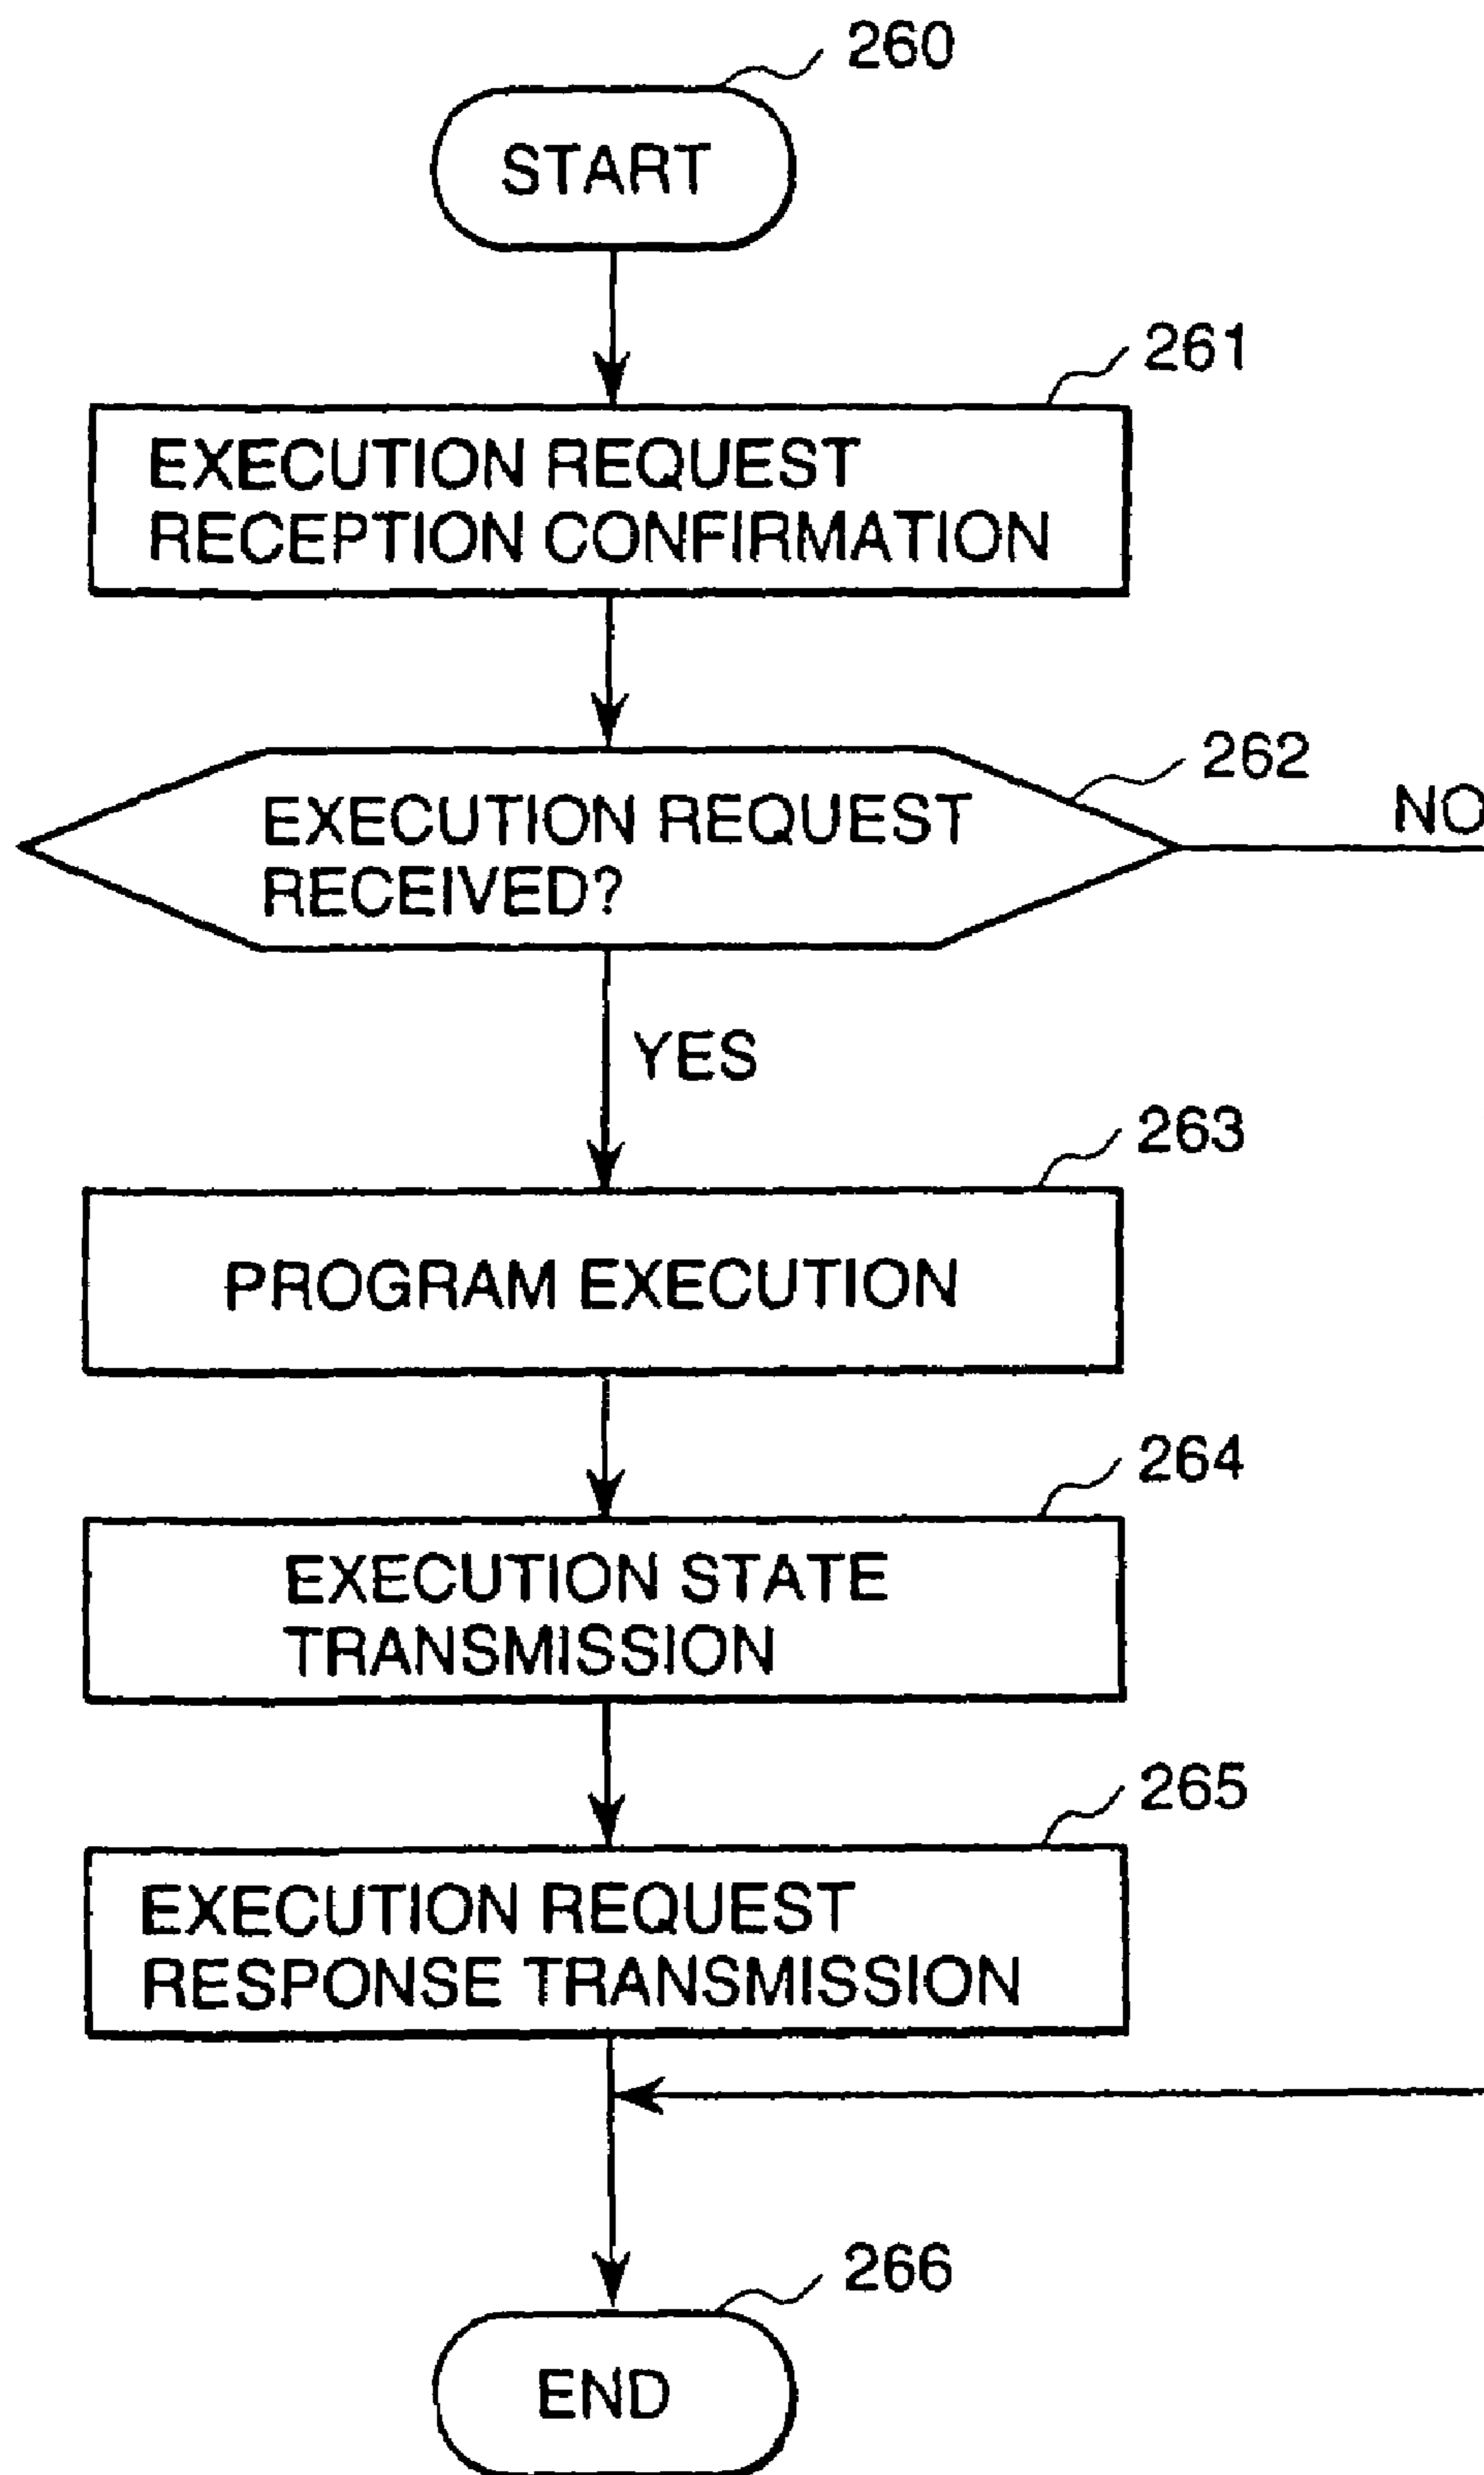 260
START
261
EXECUTION REQUEST
RECEPTION CONFIRMATION
262
EXECUTION REQUEST
RECEIVED?
NO
YES
263
PROGRAM EXECUTION
264
EXECUTION STATE
TRANSMISSION
265
EXECUTION REQUEST
RESPONSE TRANSMISSION
266
END